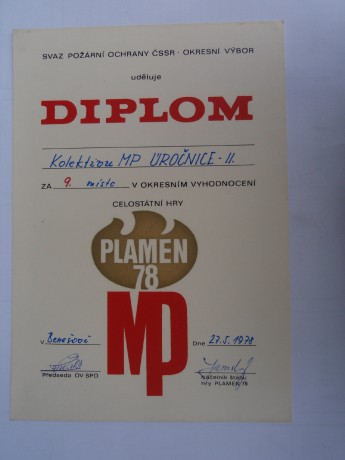 SVAZ POŽÁRNÍ OCHRANY ČSSR - OKRESNÍ VÝBOR
uděluje
DIPLOM
Kolektivu MP ÚROČNICE - II.
ZA 9. místo V OKRESNÍM VYHODNOCENÍ
CELOSTÁTNÍ HRY
PLAMEN
78
MP
V Benešově Dne 27.5.1978
Předseda OV SPO Náčelník štábu
hry PLAMEN 78